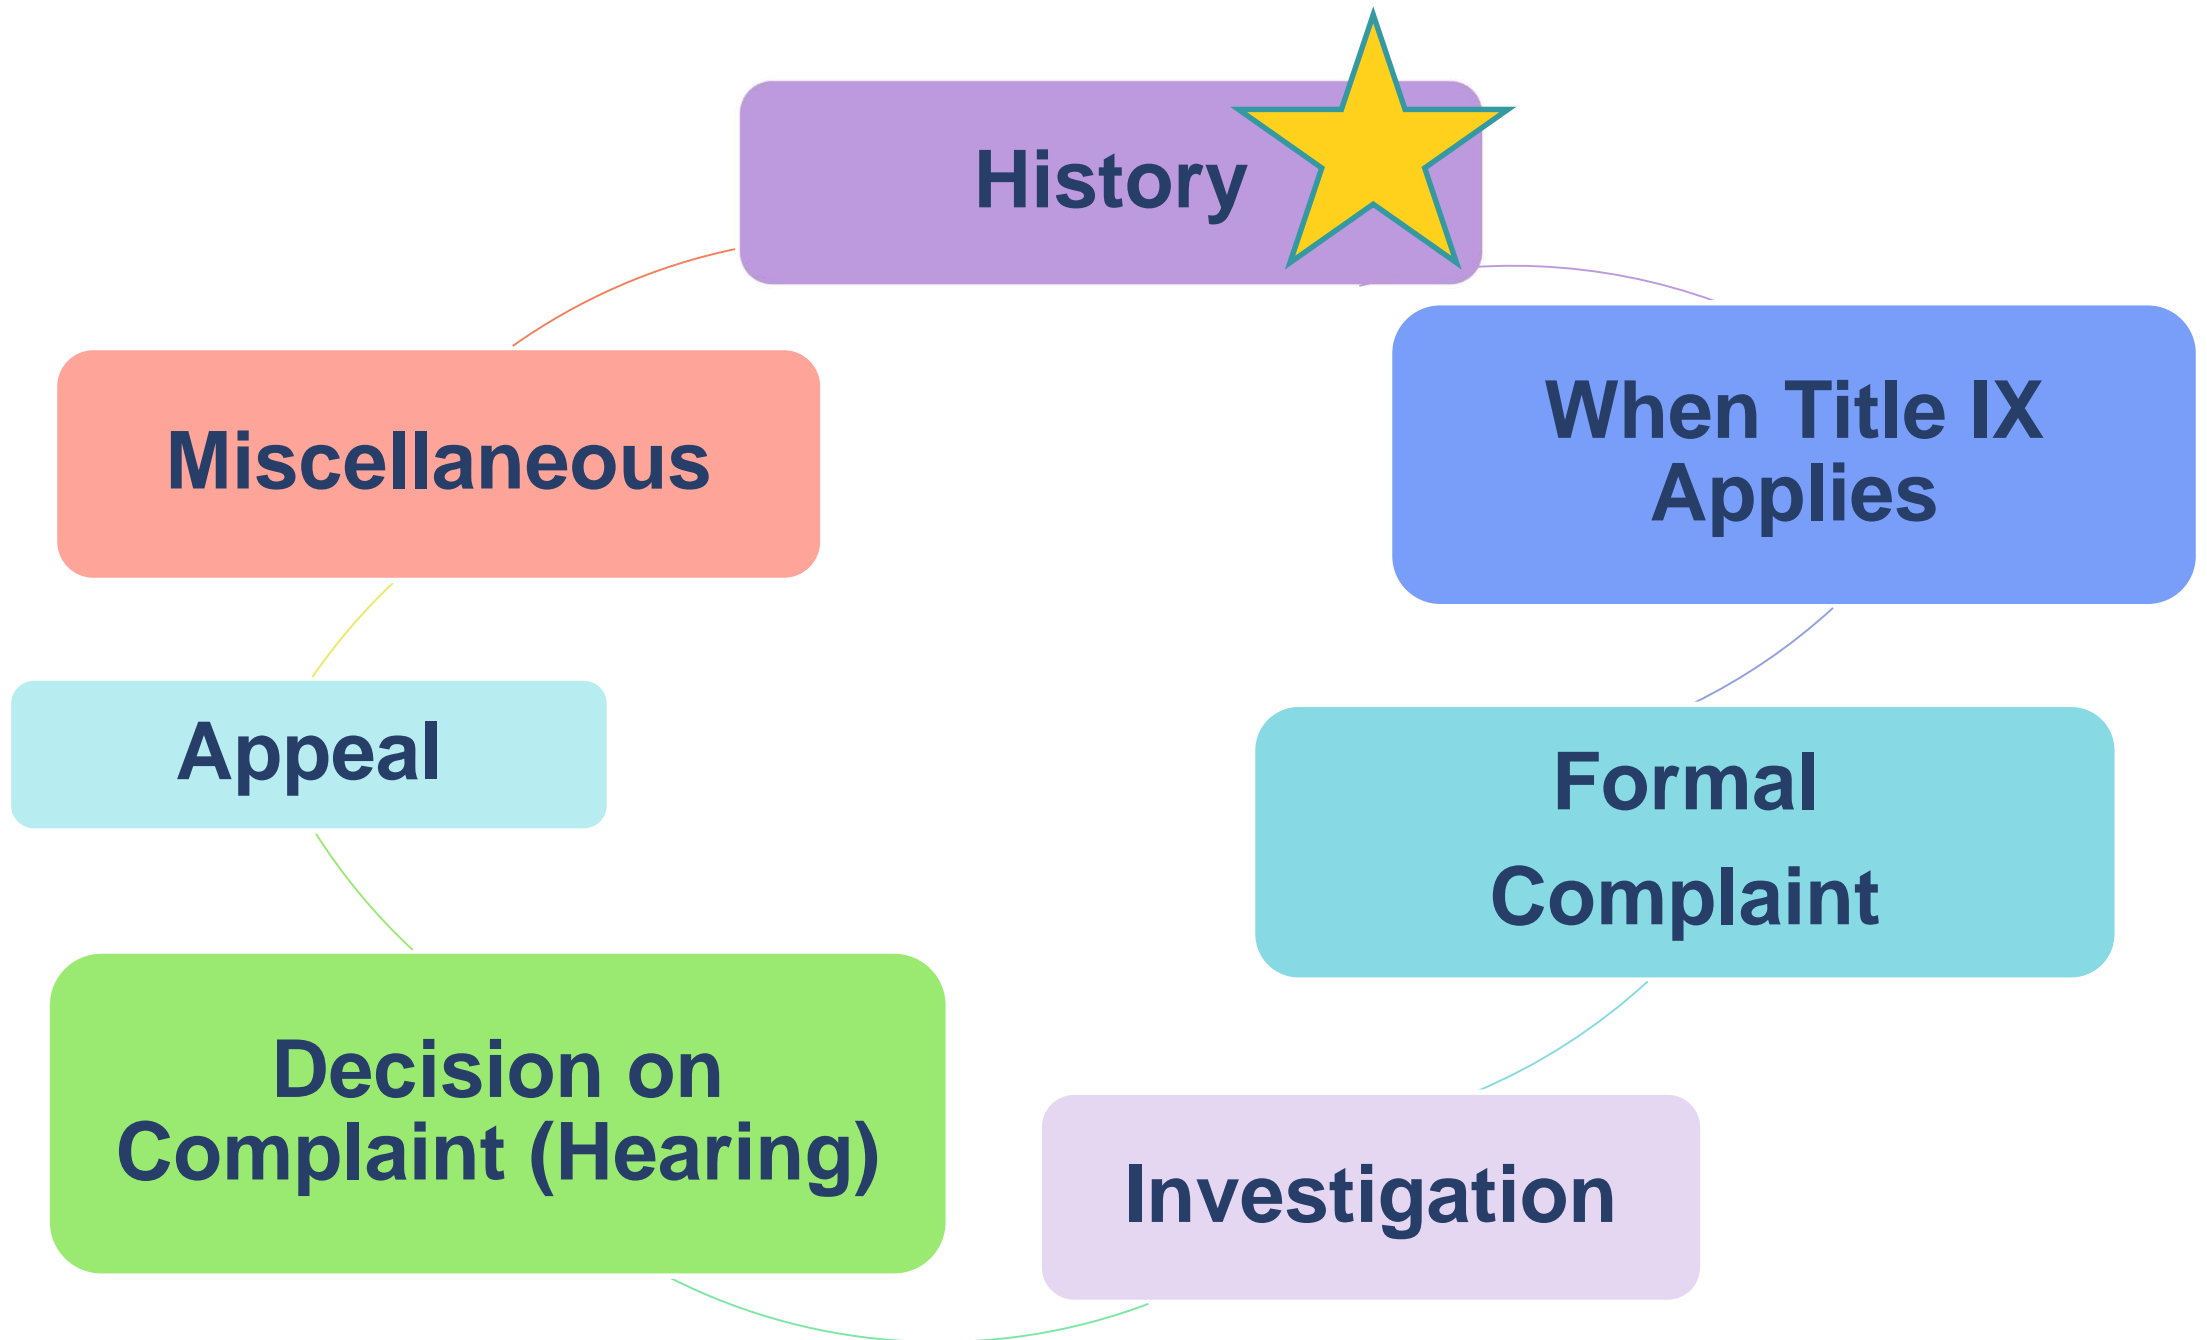 History
When Title IX
Applies
Formal
Complaint
Investigation
Decision on
Complaint (Hearing)
Appeal
Miscellaneous